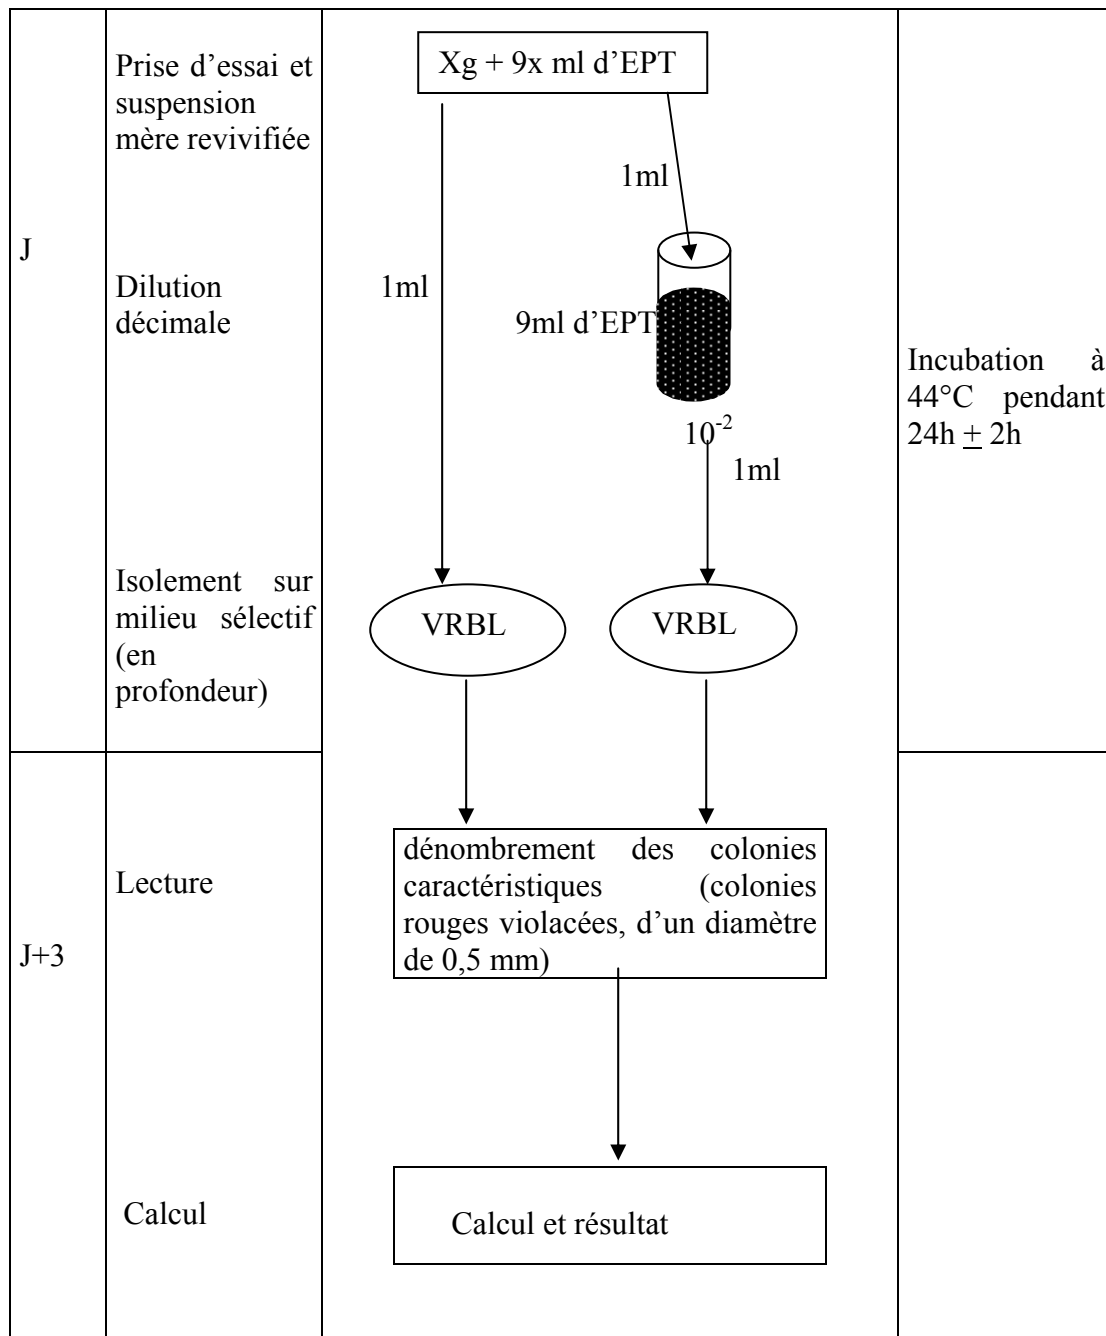 Prise d'essai et
suspension
mère revivifiée
Xg + 9x ml d'EPT
1ml
J
Dilution
décimale
1ml
9ml d'EPT
10-2
1ml
Incubation à
44°C pendant
24h + 2h
Isolement sur
milieu sélectif
(en
profondeur)
VRBL
VRBL
J+3
Lecture
dénombrement des colonies
caractéristiques (colonies
rouges violacées, d'un diamètre
de 0,5 mm)
Calcul
Calcul et résultat